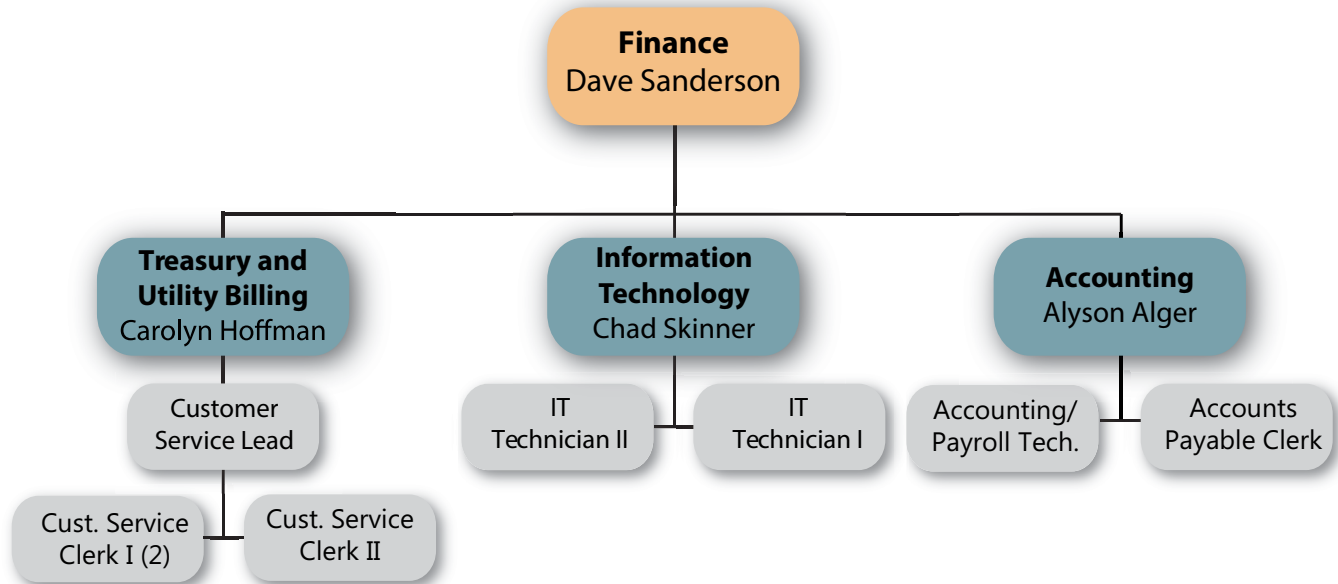 Finance
Dave Sanderson
Treasury and
Utility Billing
Carolyn Hoffman
Information
Technology
Chad Skinner
Accounting
Alyson Alger
Customer
Service Lead
IT
Technician II
IT
Technician I
Accounting/
Payroll Tech.
Accounts
Payable Clerk
Cust. Service
Clerk I (2)
Cust. Service
Clerk II